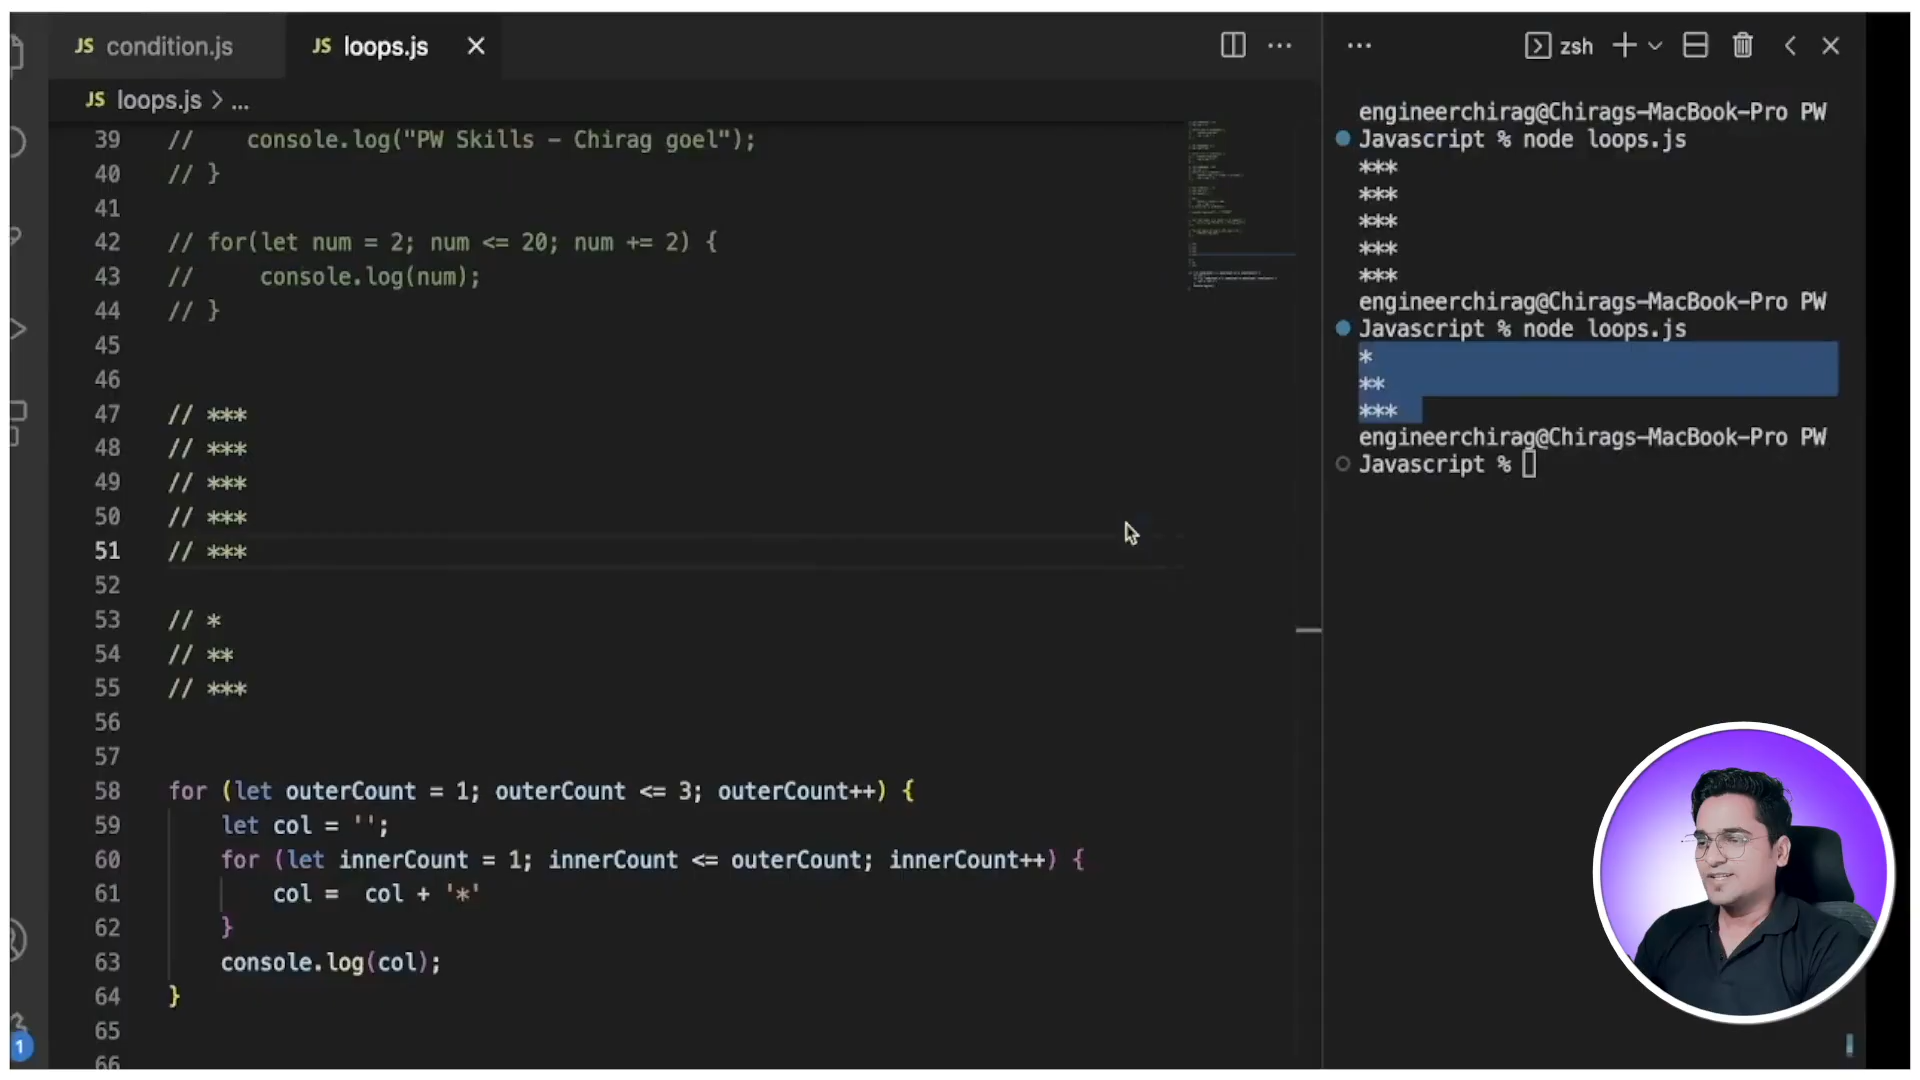 JS condition.js
JS loops.js
JS loops.js > ...
39 // console.log("PW Skills - Chirag goel");
40 // }
41
42 // for(let num = 2; num <= 20; num += 2) {
43 // console.log(num);
44 // }
45
46
47 // ***
48 // ***
49 // ***
50 // ***
51 // ***
52
53 // *
54 // **
55 // ***
56
57
58 for (let outerCount = 1; outerCount <= 3; outerCount++) {
59 let col = '';
60 for (let innerCount = 1; innerCount <= outerCount; innerCount++) {
61 col =  col + '*'
62 }
63 console.log(col);
64 }
65
66
1
zsh
engineerchirag@Chirags-MacBook-Pro PW
Javascript % node loops.js
***
***
***
***
***
engineerchirag@Chirags-MacBook-Pro PW
Javascript % node loops.js
*
**
***
engineerchirag@Chirags-MacBook-Pro PW
Javascript %